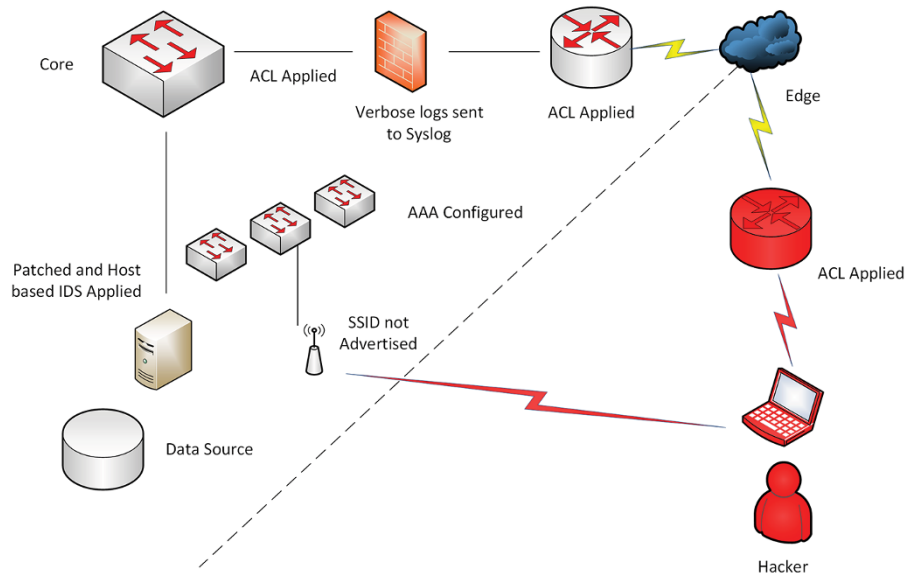 Core
ACL Applied
Verbose logs sent
to Syslog
ACL Applied
Edge
AAA Configured
ACL Applied
Patched and Host
based IDS Applied
SSID not
Advertised
Data Source
Hacker